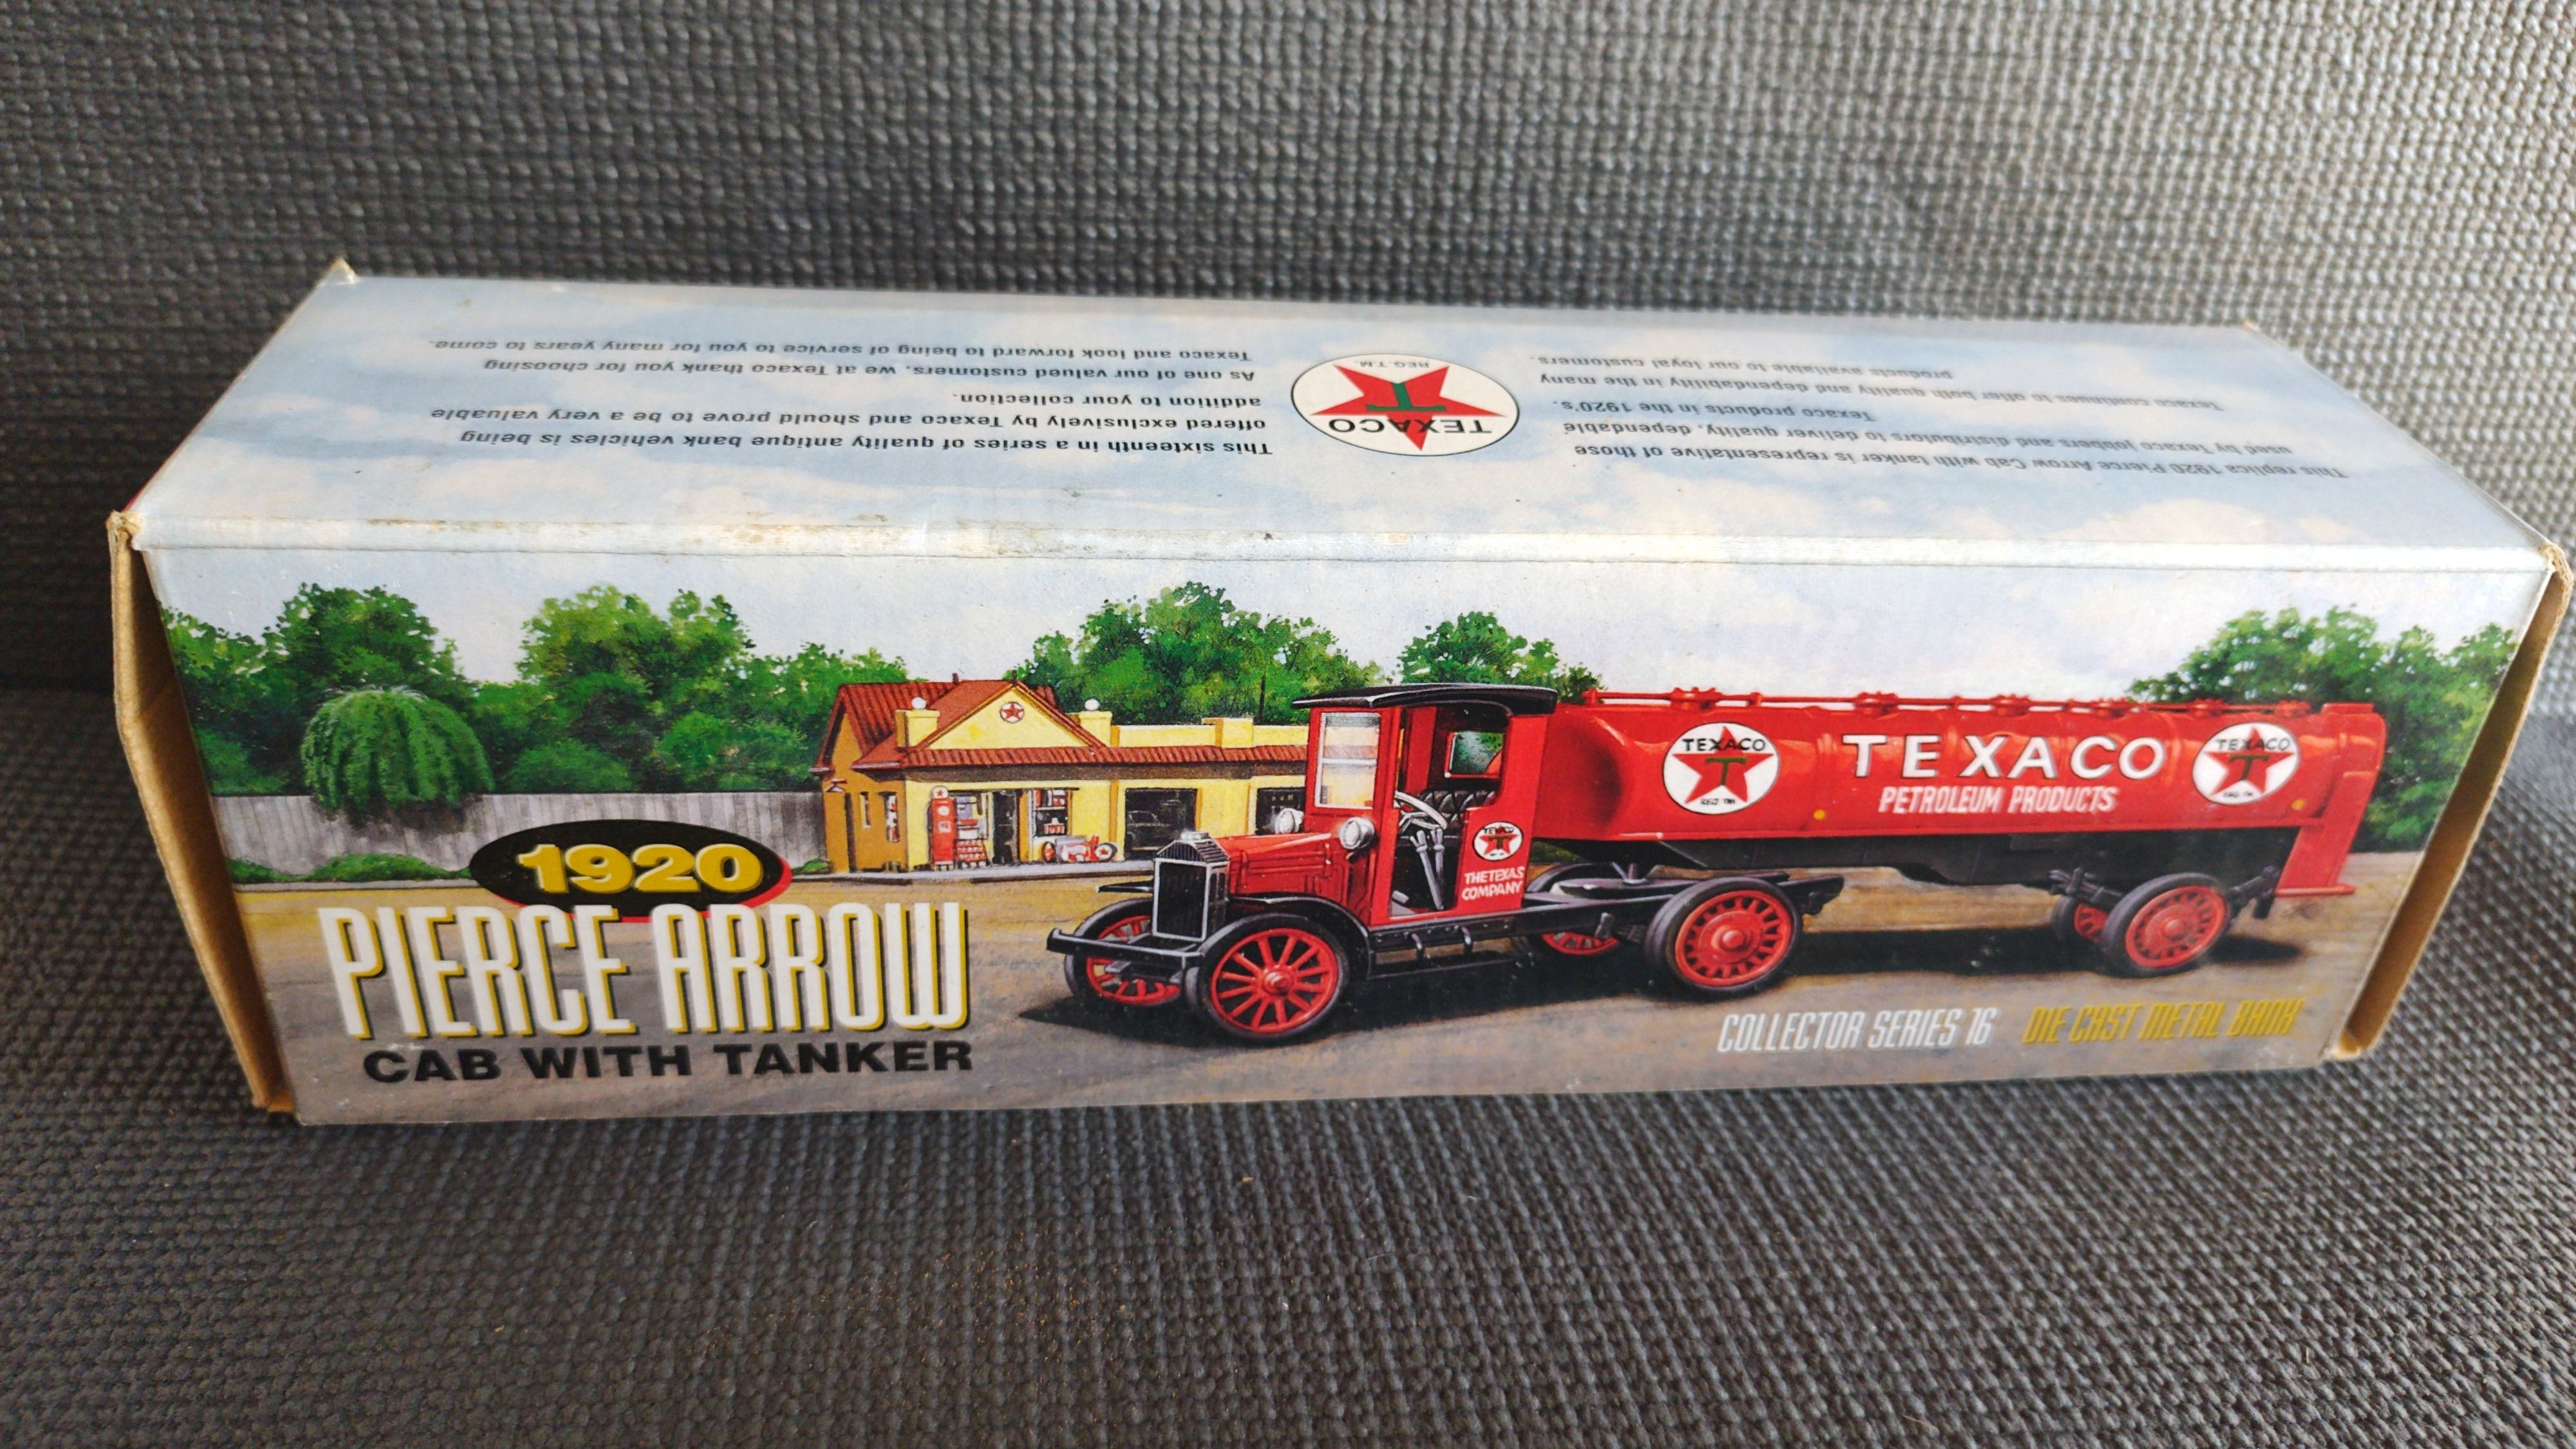 This sixteenth in a series of quality antique bank vehicles is being
offered exclusively by Texaco and should prove to be a very valuable
addition to your collection.
As one of our valued customers, we at Texaco thank you for choosing
Texaco and look forward to being of service to you for many years to come.
TEXACO
T
REG. T.M.
This replica 1920 Pierce Arrow Cab with tanker is representative of those
used by Texaco jobbers and distributors to deliver quality, dependable
Texaco products in the 1920's.
Texaco continues to offer both quality and dependability in the many
products available to our loyal customers.
1920
PIERCE ARROW
CAB WITH TANKER
TEXACO
T
REG. T.M.
TEXACO
PETROLEUM PRODUCTS
TEXACO
T
REG. T.M.
TEXACO
T
THE TEXAS
COMPANY
COLLECTOR SERIES 16 DIE CAST METAL BANK